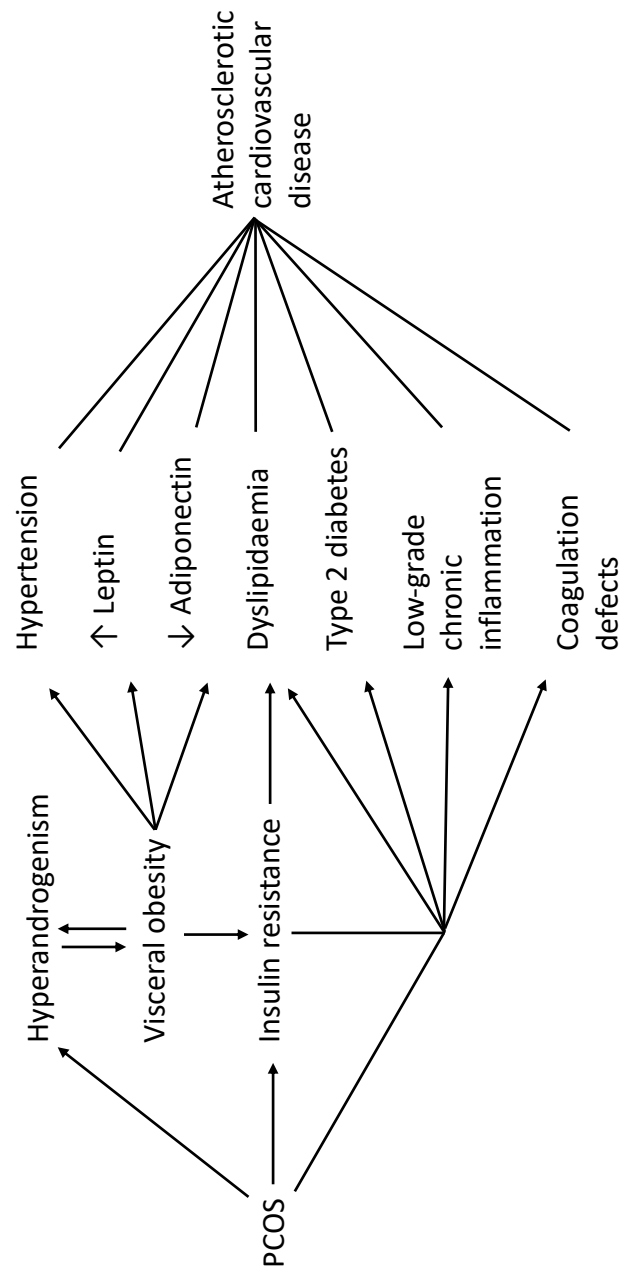 PCOS
Hyperandrogenism
Visceral obesity
Insulin resistance
Hypertension
↑ Leptin
↓ Adiponectin
Dyslipidaemia
Type 2 diabetes
Low-grade
chronic
inflammation
Coagulation
defects
Atherosclerotic
cardiovascular
disease